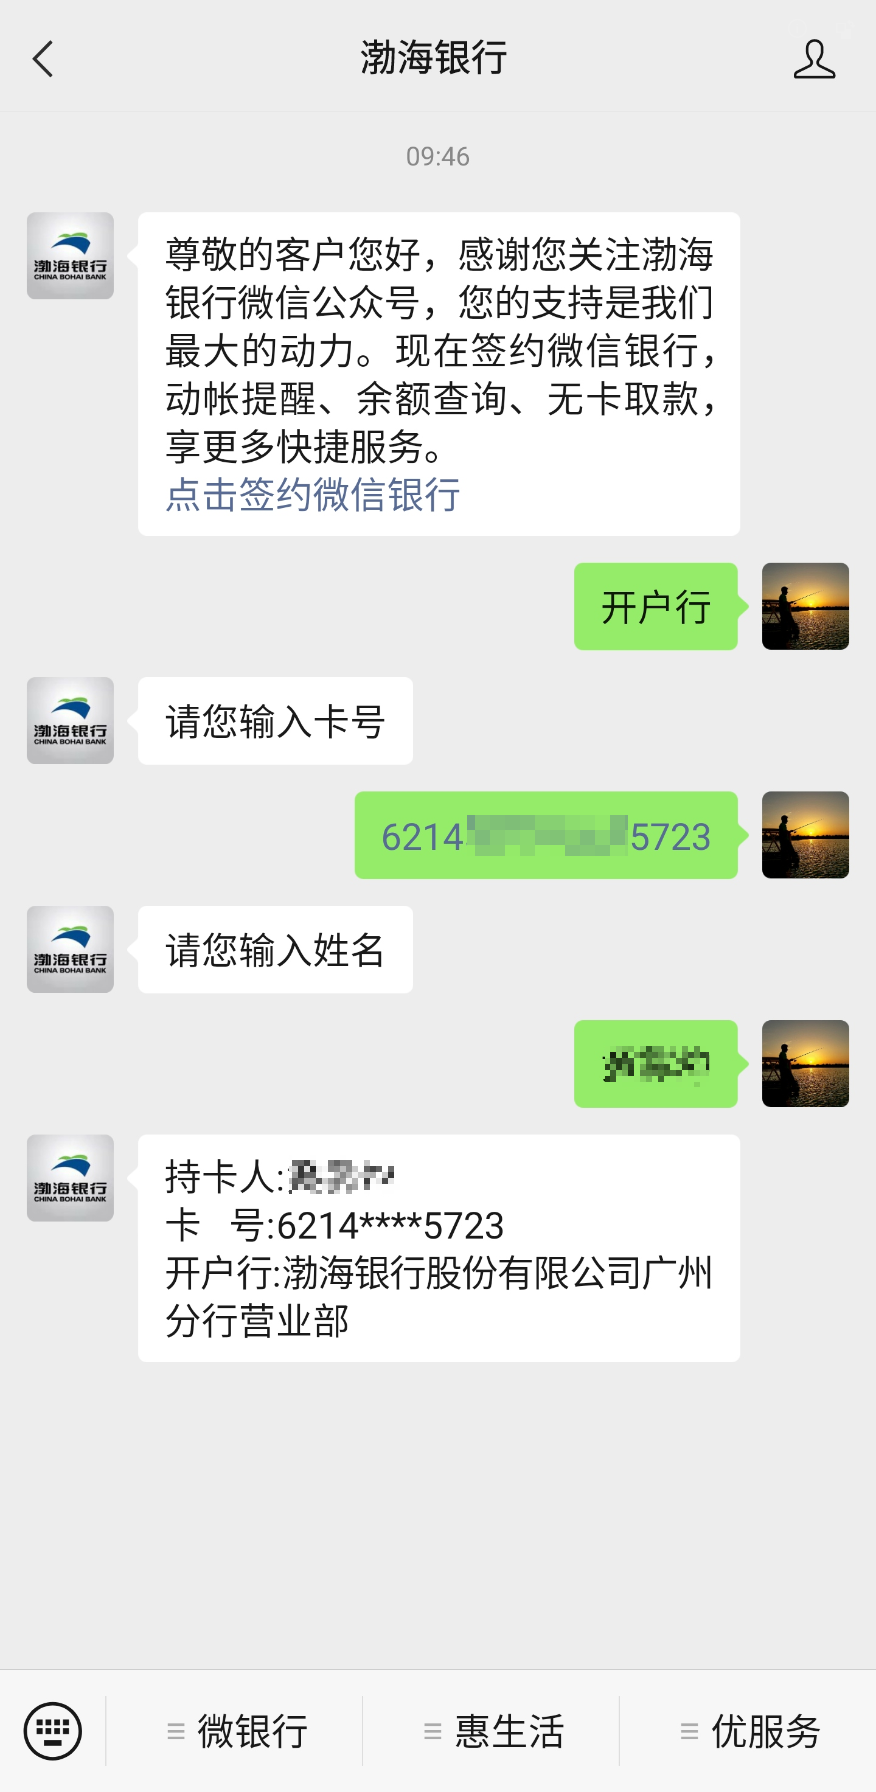 渤海银行
09:46
渤海银行
CHINA BOHAI BANK
尊敬的客户您好，感谢您关注渤海
银行微信公众号，您的支持是我们
最大的动力。现在签约微信银行，
动帐提醒、余额查询、无卡取款，
享更多快捷服务。
点击签约微信银行
开户行
渤海银行
CHINA BOHAI BANK
请您输入卡号
6214 5723
渤海银行
CHINA BOHAI BANK
请您输入姓名
渤海银行
CHINA BOHAI BANK
持卡人:
卡 号:6214****5723
开户行:渤海银行股份有限公司广州
分行营业部
微银行 惠生活 优服务